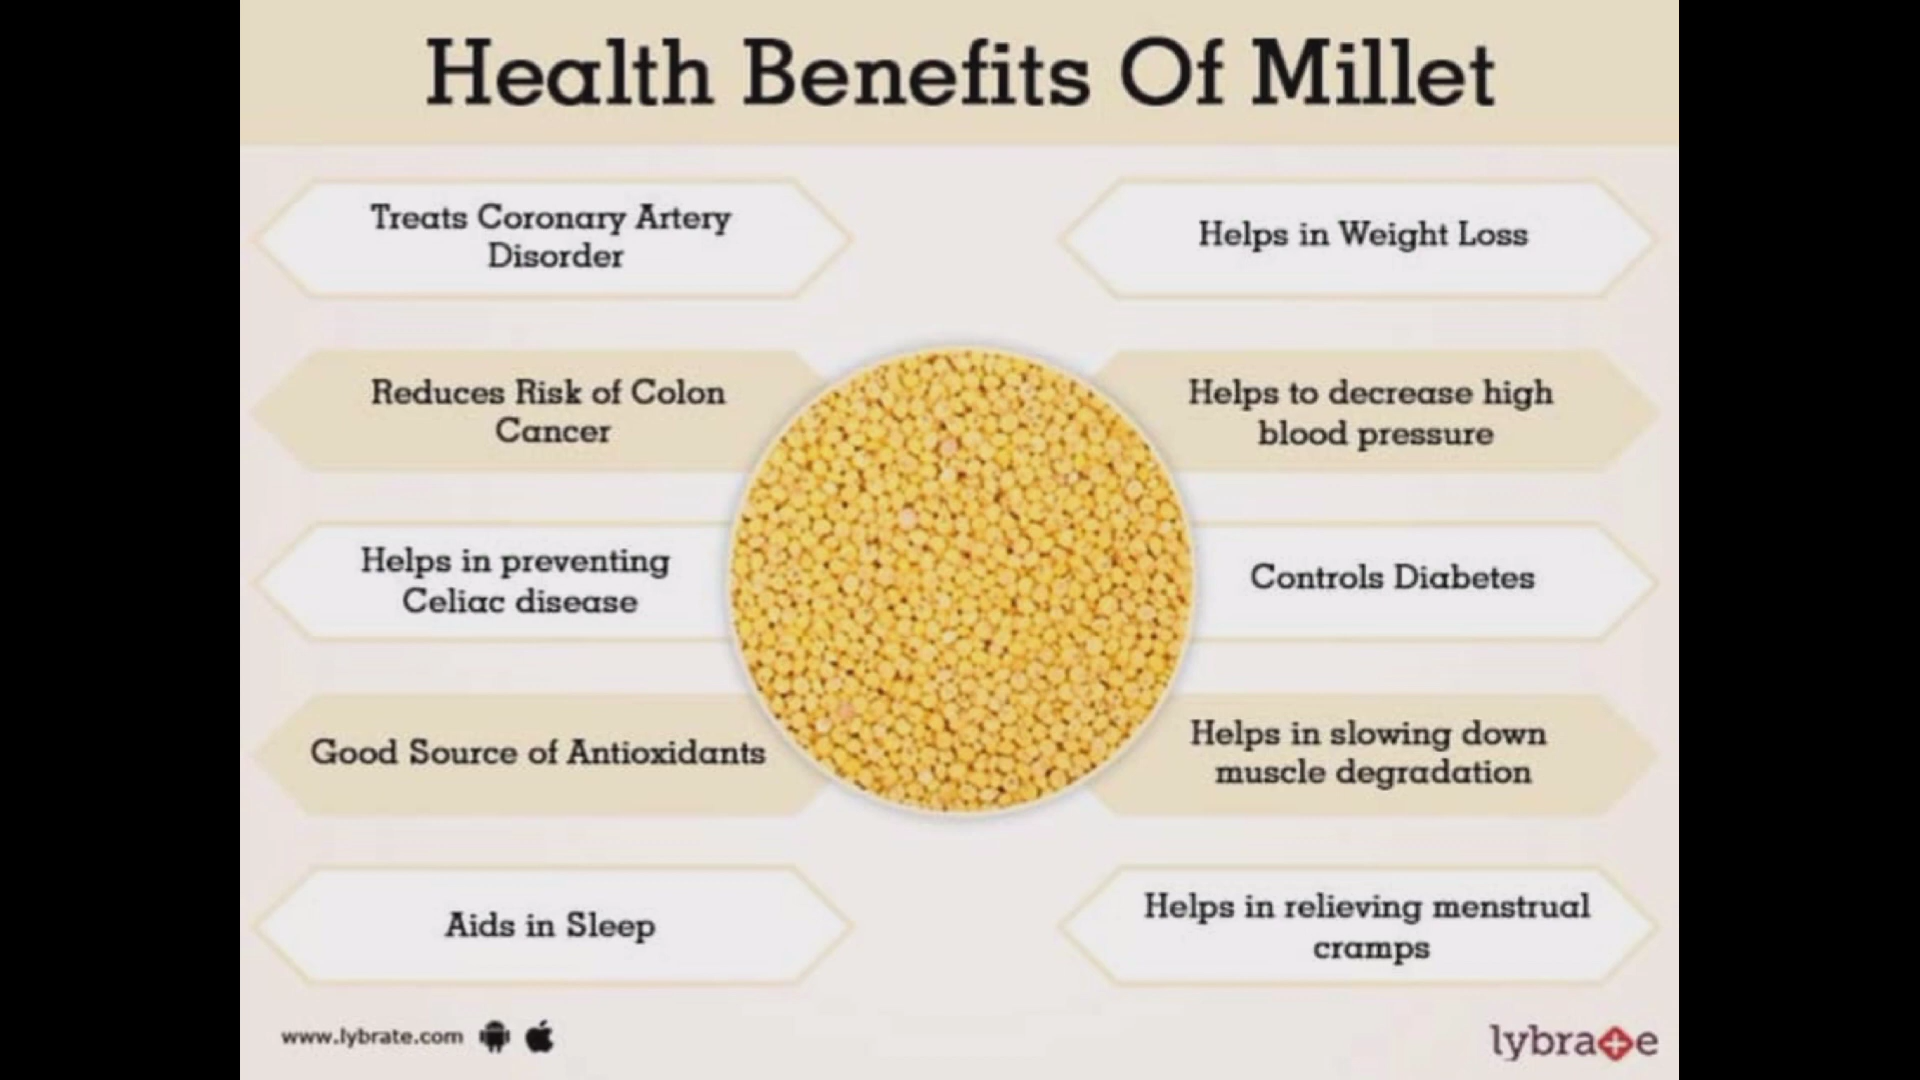 Health Benefits Of Millet
Treats Coronary Artery
Disorder
Helps in Weight Loss
Reduces Risk of Colon
Cancer
Helps to decrease high
blood pressure
Helps in preventing
Celiac disease
Controls Diabetes
Good Source of Antioxidants
Helps in slowing down
muscle degradation
Aids in Sleep
Helps in relieving menstrual
cramps
www.lybrate.com
lybrate